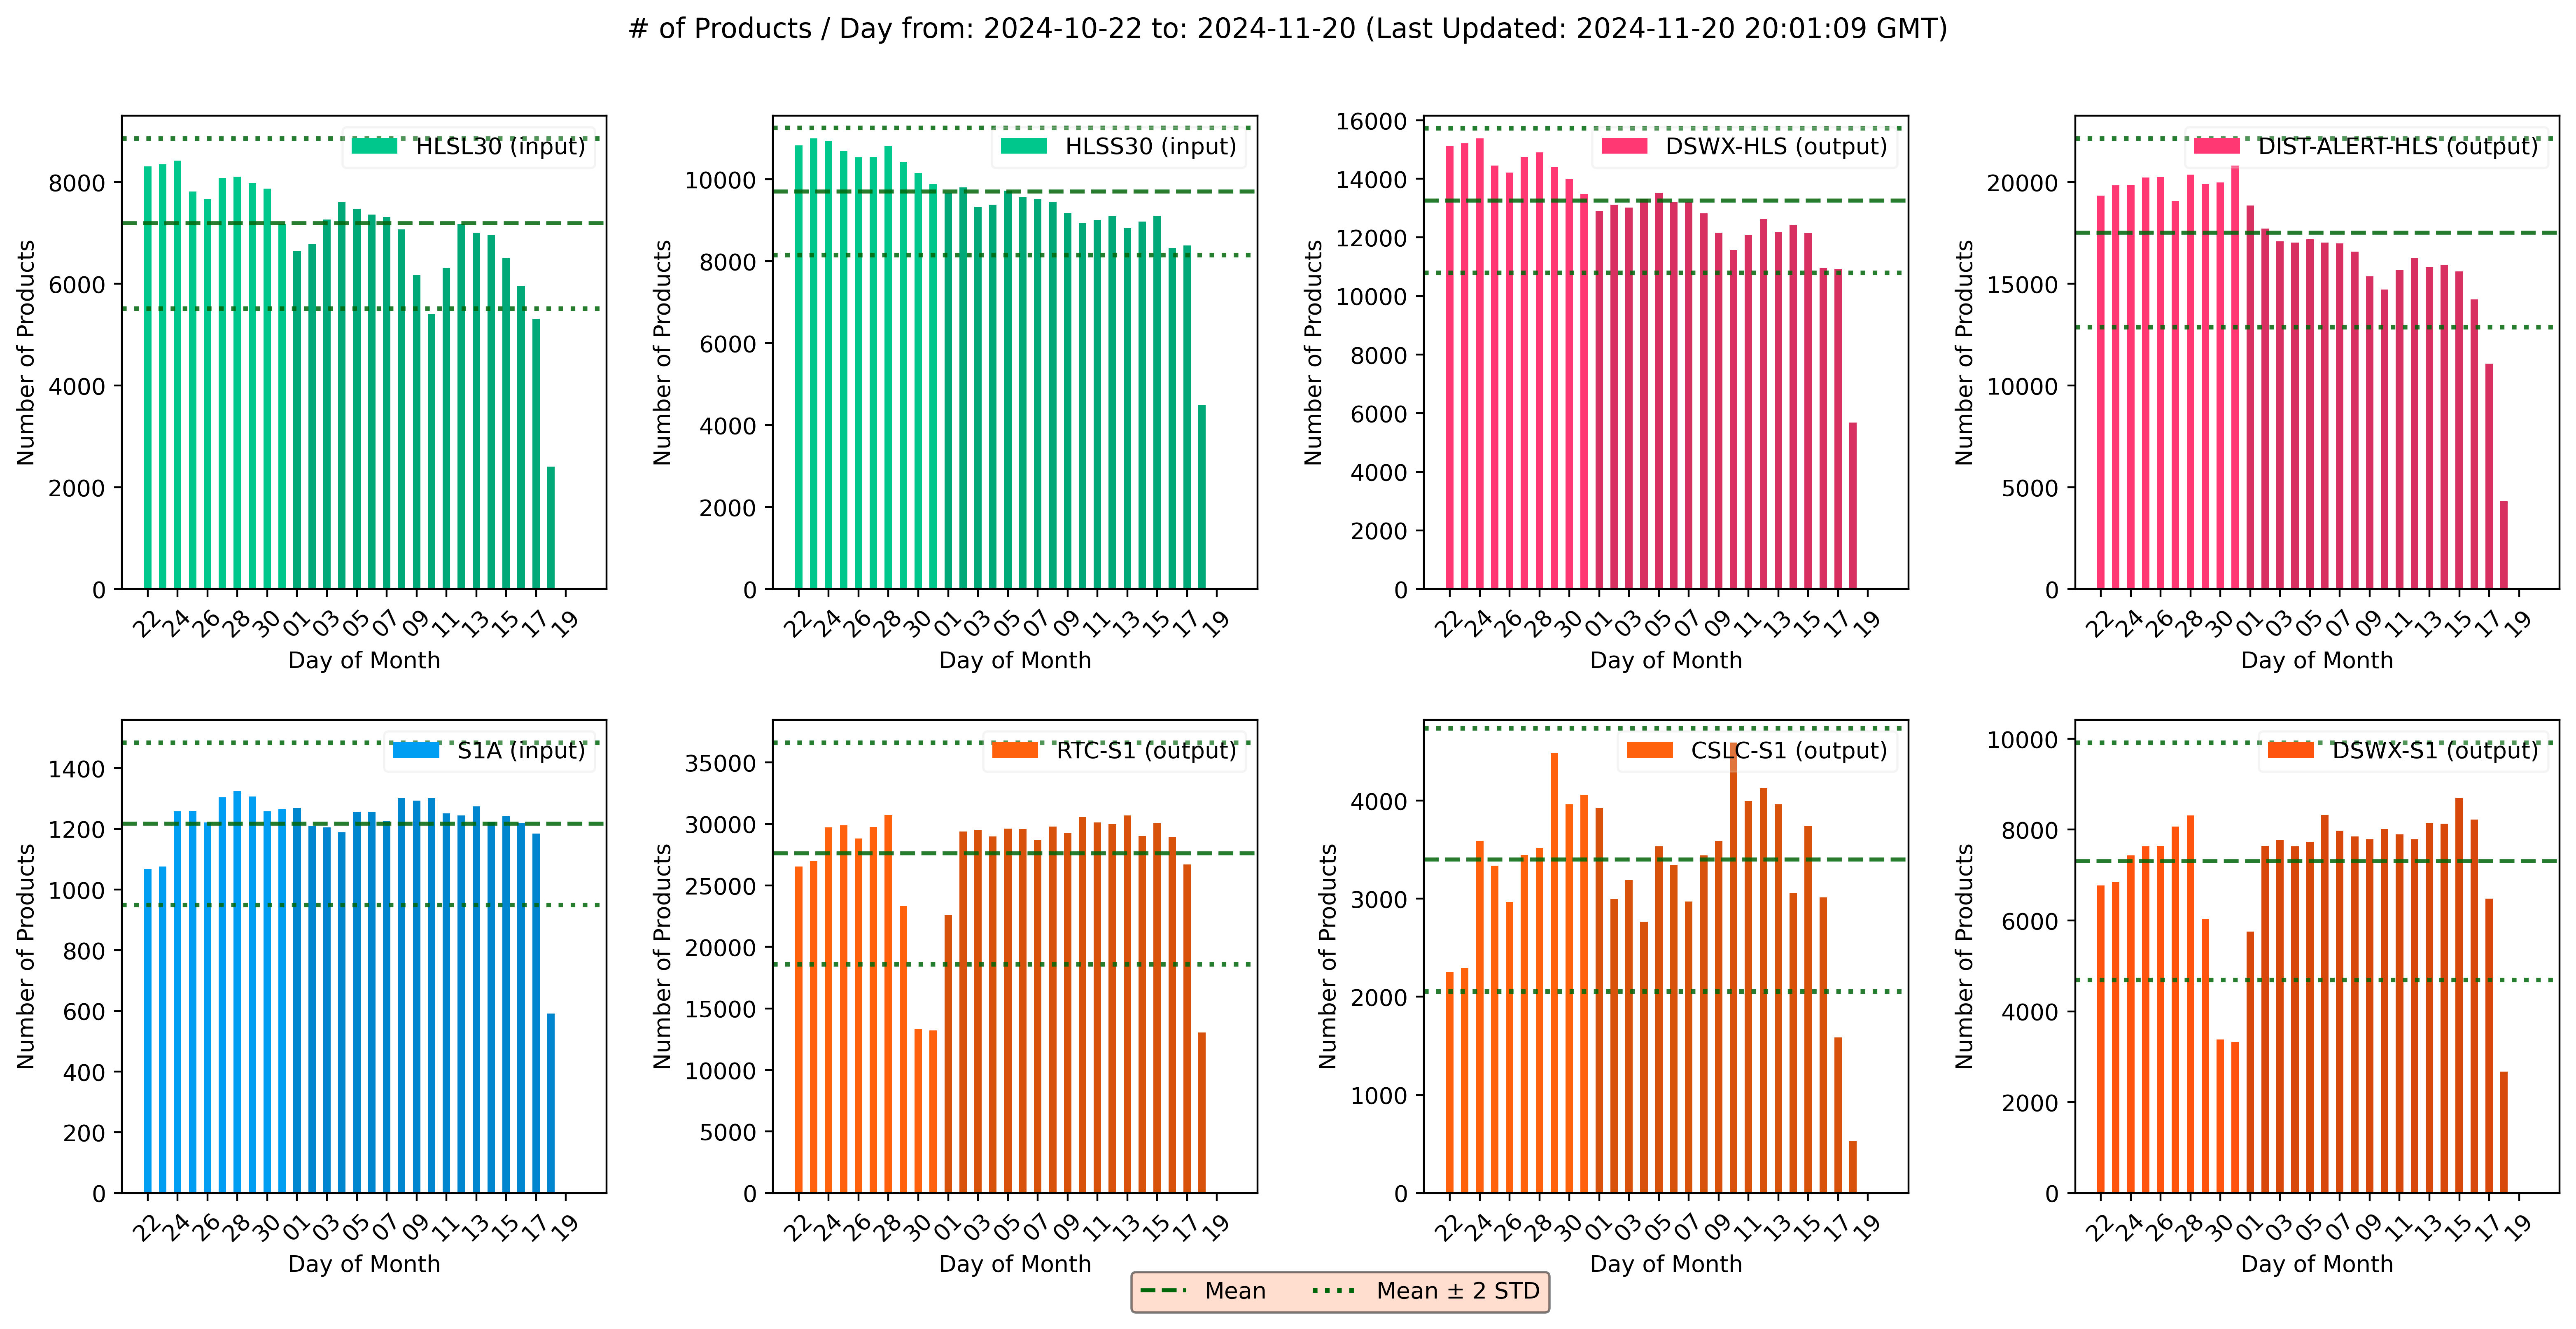 # of Products / Day from: 2024-10-22 to: 2024-11-20 (Last Updated: 2024-11-20 20:01:09 GMT)
HLSL30 (input)
Number of Products
8000
6000
4000
2000
0
22 24 26 28 30 01 03 05 07 09 11 13 15 17 19
Day of Month
HLSS30 (input)
Number of Products
10000
8000
6000
4000
2000
0
22 24 26 28 30 01 03 05 07 09 11 13 15 17 19
Day of Month
DSWX-HLS (output)
Number of Products
16000
14000
12000
10000
8000
6000
4000
2000
0
22 24 26 28 30 01 03 05 07 09 11 13 15 17 19
Day of Month
DIST-ALERT-HLS (output)
Number of Products
20000
15000
10000
5000
0
22 24 26 28 30 01 03 05 07 09 11 13 15 17 19
Day of Month
S1A (input)
Number of Products
1400
1200
1000
800
600
400
200
0
22 24 26 28 30 01 03 05 07 09 11 13 15 17 19
Day of Month
RTC-S1 (output)
Number of Products
35000
30000
25000
20000
15000
10000
5000
0
22 24 26 28 30 01 03 05 07 09 11 13 15 17 19
Day of Month
CSLC-S1 (output)
Number of Products
4000
3000
2000
1000
0
22 24 26 28 30 01 03 05 07 09 11 13 15 17 19
Day of Month
DSWX-S1 (output)
Number of Products
10000
8000
6000
4000
2000
0
22 24 26 28 30 01 03 05 07 09 11 13 15 17 19
Day of Month
Mean Mean ± 2 STD